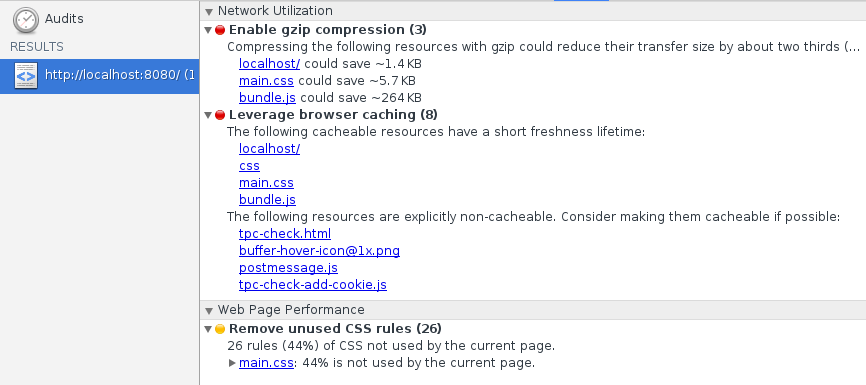 Audits
RESULTS
http://localhost:8080/ (1
Network Utilization
Enable gzip compression (3)
Compressing the following resources with gzip could reduce their transfer size by about two thirds (...
localhost/ could save ~1.4 KB
main.css could save ~5.7 KB
bundle.js could save ~264 KB
Leverage browser caching (8)
The following cacheable resources have a short freshness lifetime:
localhost/
css
main.css
bundle.js
The following resources are explicitly non-cacheable. Consider making them cacheable if possible:
tpc-check.html
buffer-hover-icon@1x.png
postmessage.js
tpc-check-add-cookie.js
Web Page Performance
Remove unused CSS rules (26)
26 rules (44%) of CSS not used by the current page.
main.css: 44% is not used by the current page.